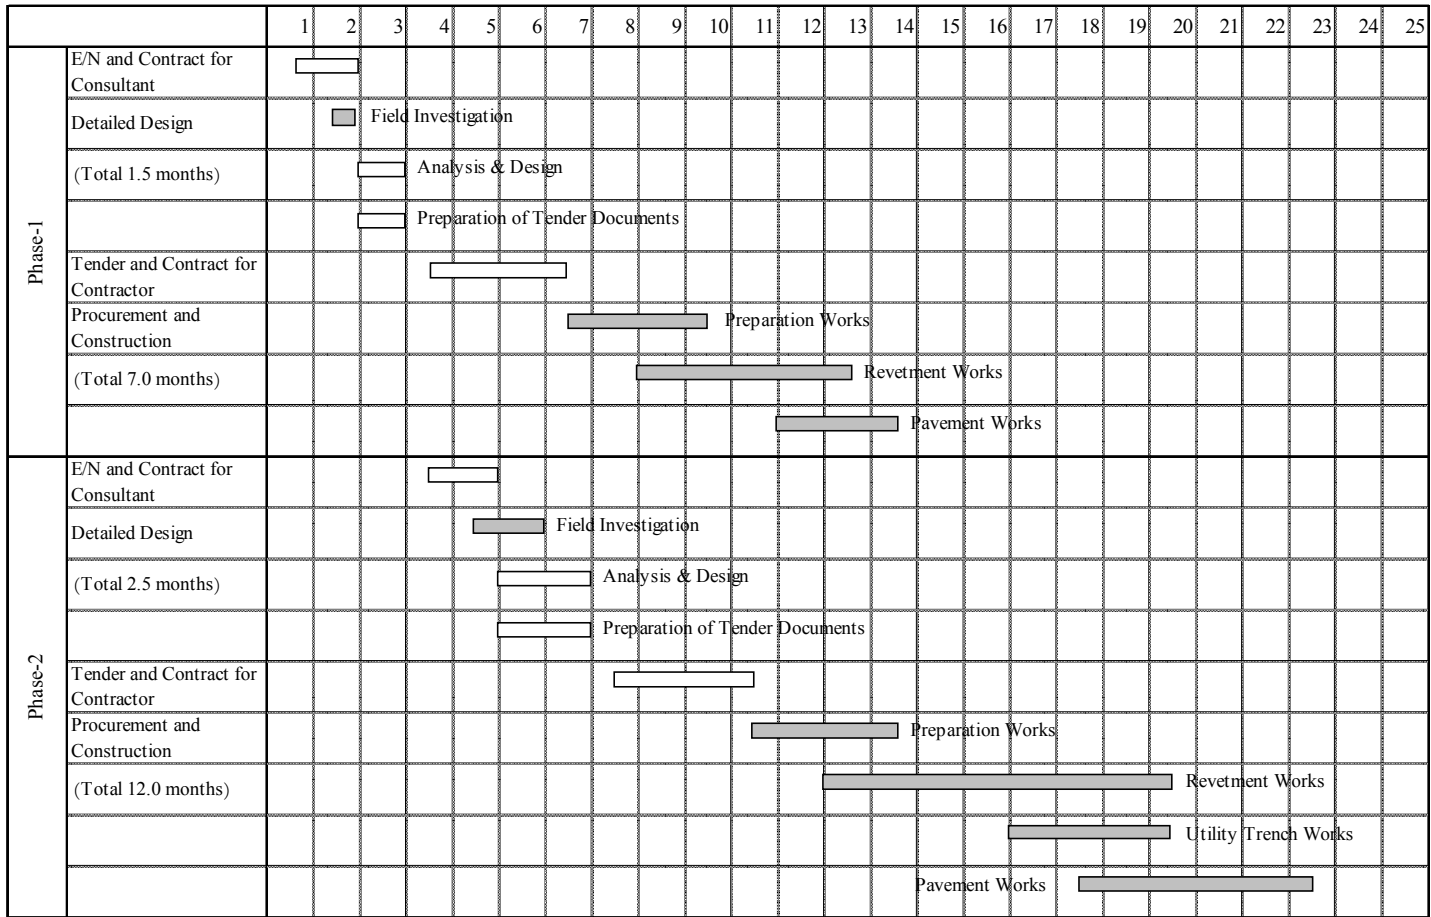 1 2 3 4 5 6 7 8 9 10 11 12 13 14 15 16 17 18 19 20 21 22 23 24 25
Phase-1
E/N and Contract for
Consultant
Detailed Design
Field Investigation
(Total 1.5 months)
Analysis & Design
Preparation of Tender Documents
Tender and Contract for
Contractor
Procurement and
Construction
Preparation Works
(Total 7.0 months)
Revetment Works
Pavement Works
Phase-2
E/N and Contract for
Consultant
Detailed Design
Field Investigation
(Total 2.5 months)
Analysis & Design
Preparation of Tender Documents
Tender and Contract for
Contractor
Procurement and
Construction
Preparation Works
(Total 12.0 months)
Revetment Works
Utility Trench Works
Pavement Works